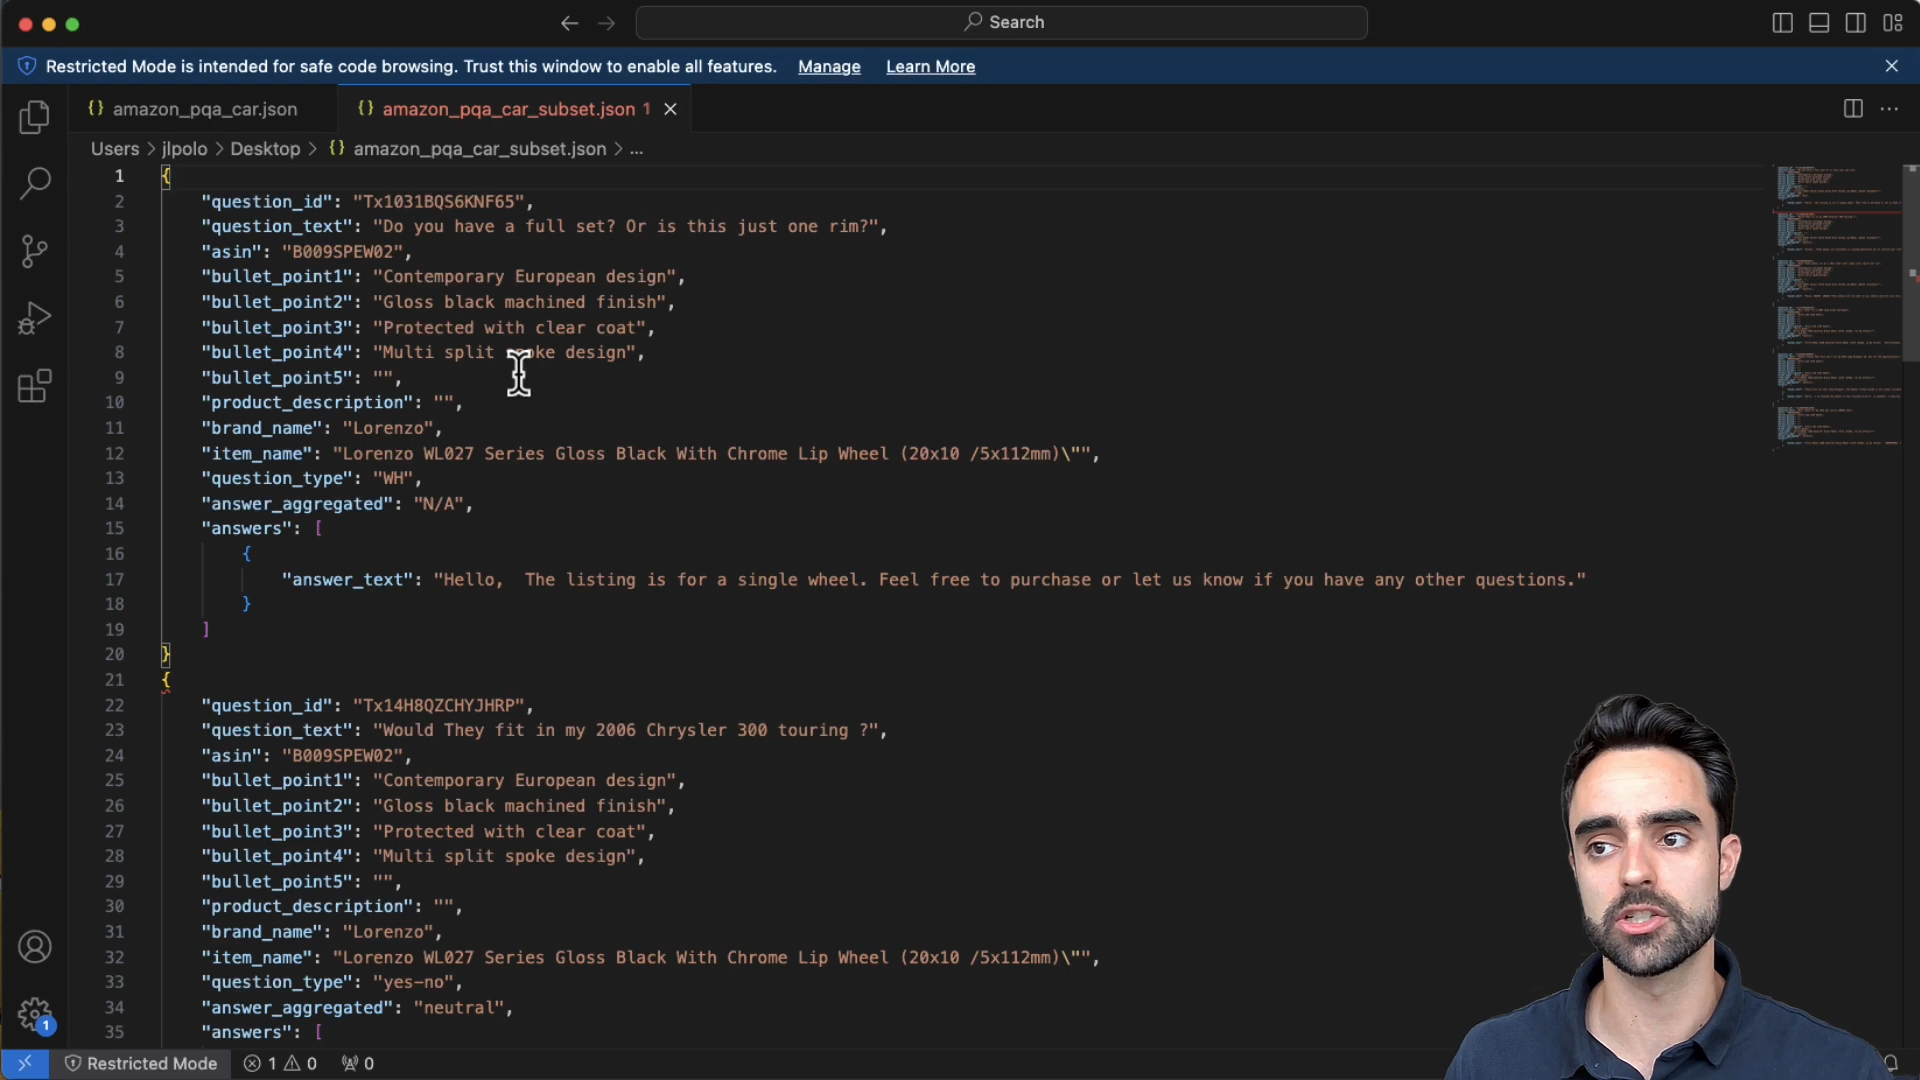 Search
Restricted Mode is intended for safe code browsing. Trust this window to enable all features. Manage Learn More
{} amazon_pqa_car.json {} amazon_pqa_car_subset.json 1
Users > jlpolo > Desktop > {} amazon_pqa_car_subset.json > ...
1 {
2 "question_id": "Tx1031BQS6KNF65",
3 "question_text": "Do you have a full set? Or is this just one rim?",
4 "asin": "B009SPEW02",
5 "bullet_point1": "Contemporary European design",
6 "bullet_point2": "Gloss black machined finish",
7 "bullet_point3": "Protected with clear coat",
8 "bullet_point4": "Multi split spoke design",
9 "bullet_point5": "",
10 "product_description": "",
11 "brand_name": "Lorenzo",
12 "item_name": "Lorenzo WL027 Series Gloss Black With Chrome Lip Wheel (20x10 /5x112mm)\"",
13 "question_type": "WH",
14 "answer_aggregated": "N/A",
15 "answers": [
16 {
17 "answer_text": "Hello,  The listing is for a single wheel. Feel free to purchase or let us know if you have any other questions."
18 }
19 ]
20 }
21 {
22 "question_id": "Tx14H8QZCHYJHRP",
23 "question_text": "Would They fit in my 2006 Chrysler 300 touring ?",
24 "asin": "B009SPEW02",
25 "bullet_point1": "Contemporary European design",
26 "bullet_point2": "Gloss black machined finish",
27 "bullet_point3": "Protected with clear coat",
28 "bullet_point4": "Multi split spoke design",
29 "bullet_point5": "",
30 "product_description": "",
31 "brand_name": "Lorenzo",
32 "item_name": "Lorenzo WL027 Series Gloss Black With Chrome Lip Wheel (20x10 /5x112mm)\"",
33 "question_type": "yes-no",
34 "answer_aggregated": "neutral",
35 "answers": [
1
Restricted Mode 1 0 0